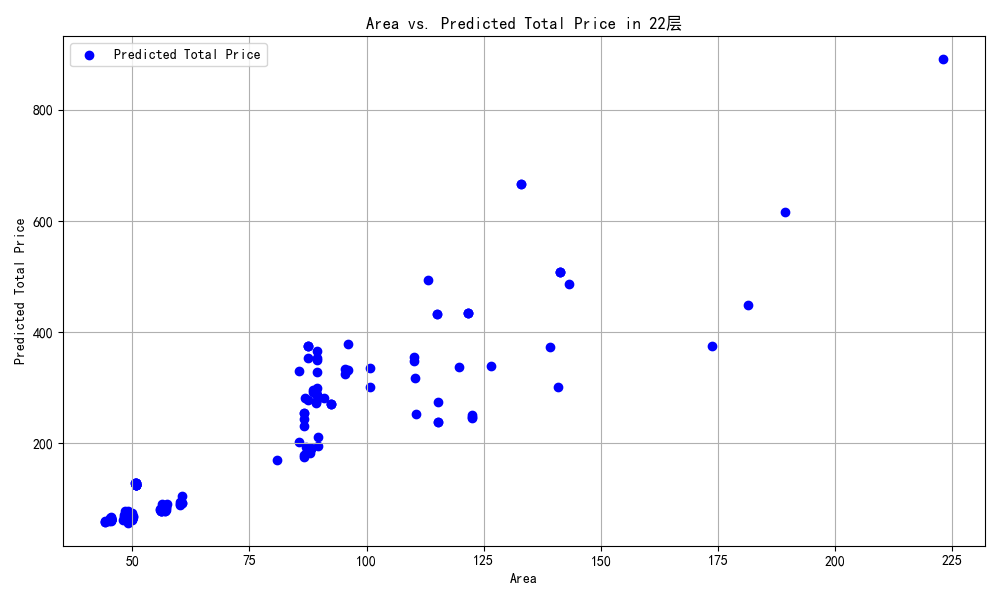 Area vs. Predicted Total Price in 22层
Predicted Total Price
Predicted Total Price
800
600
400
200
50 75 100 125 150 175 200 225
Area